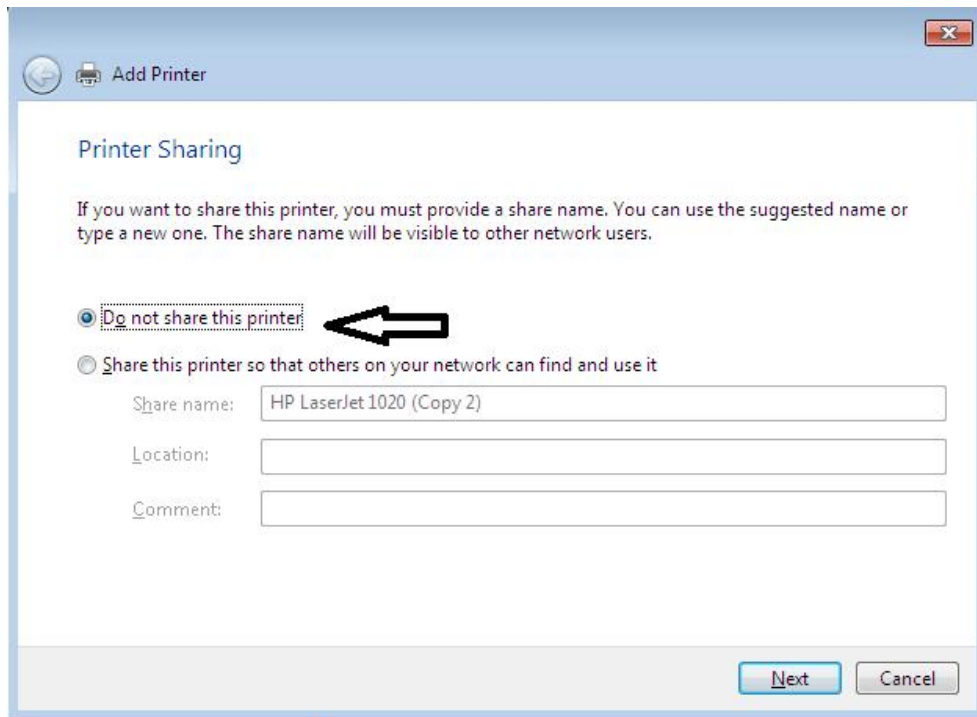 Add Printer
Printer Sharing
If you want to share this printer, you must provide a share name. You can use the suggested name or
type a new one. The share name will be visible to other network users.
Do not share this printer
Share this printer so that others on your network can find and use it
Share name: HP LaserJet 1020 (Copy 2)
Location:
Comment:
Next Cancel